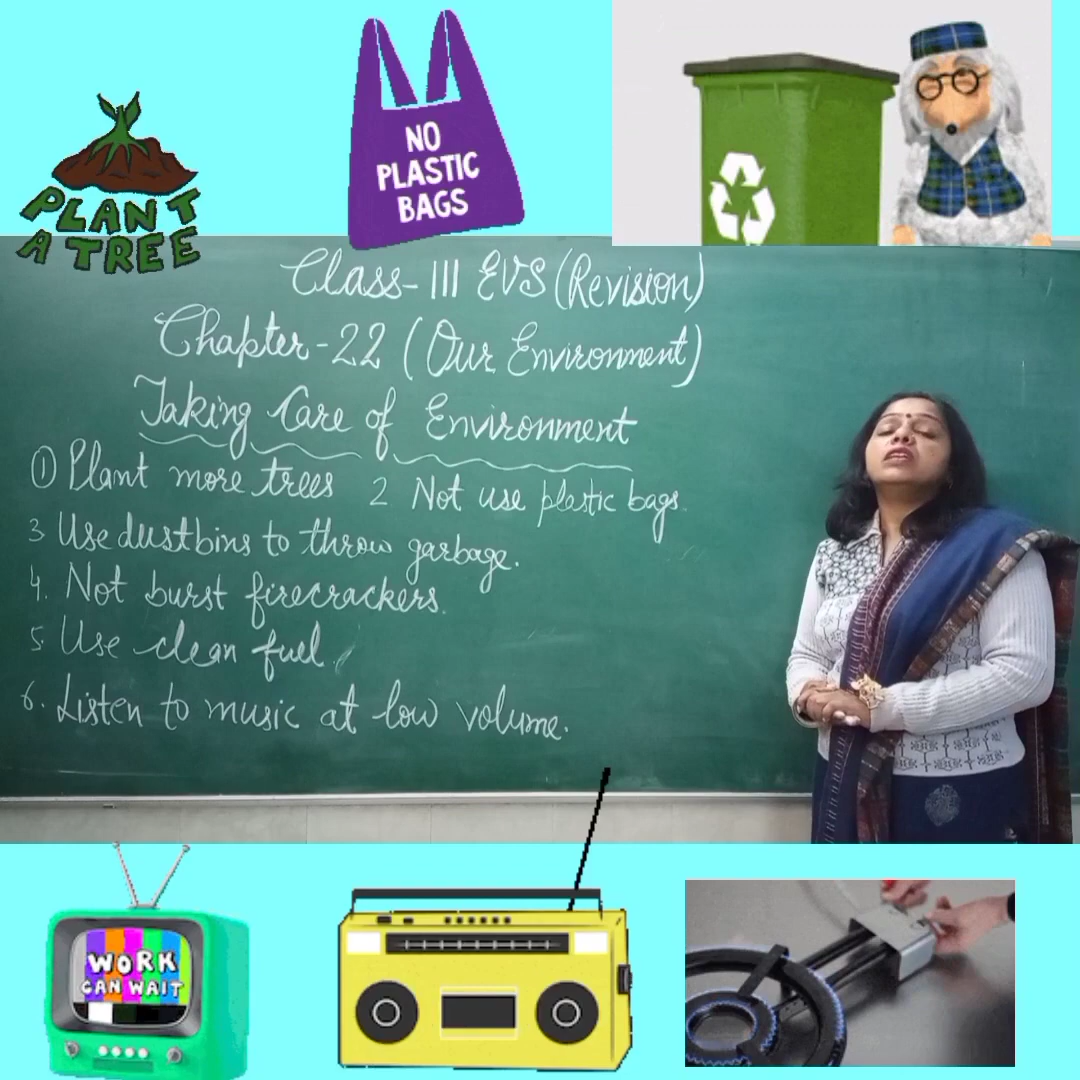 PLANT
A TREE
NO
PLASTIC
BAGS
Class-III EVS (Revision)
Chapter-22 (Our Environment)
Taking Care of Environment
① Plant more trees 2 Not use plastic bags.
3 Use dustbins to throw garbage.
4. Not burst firecrackers.
5 Use clean fuel.
6. Listen to music at low volume.
WORK
CAN WAIT